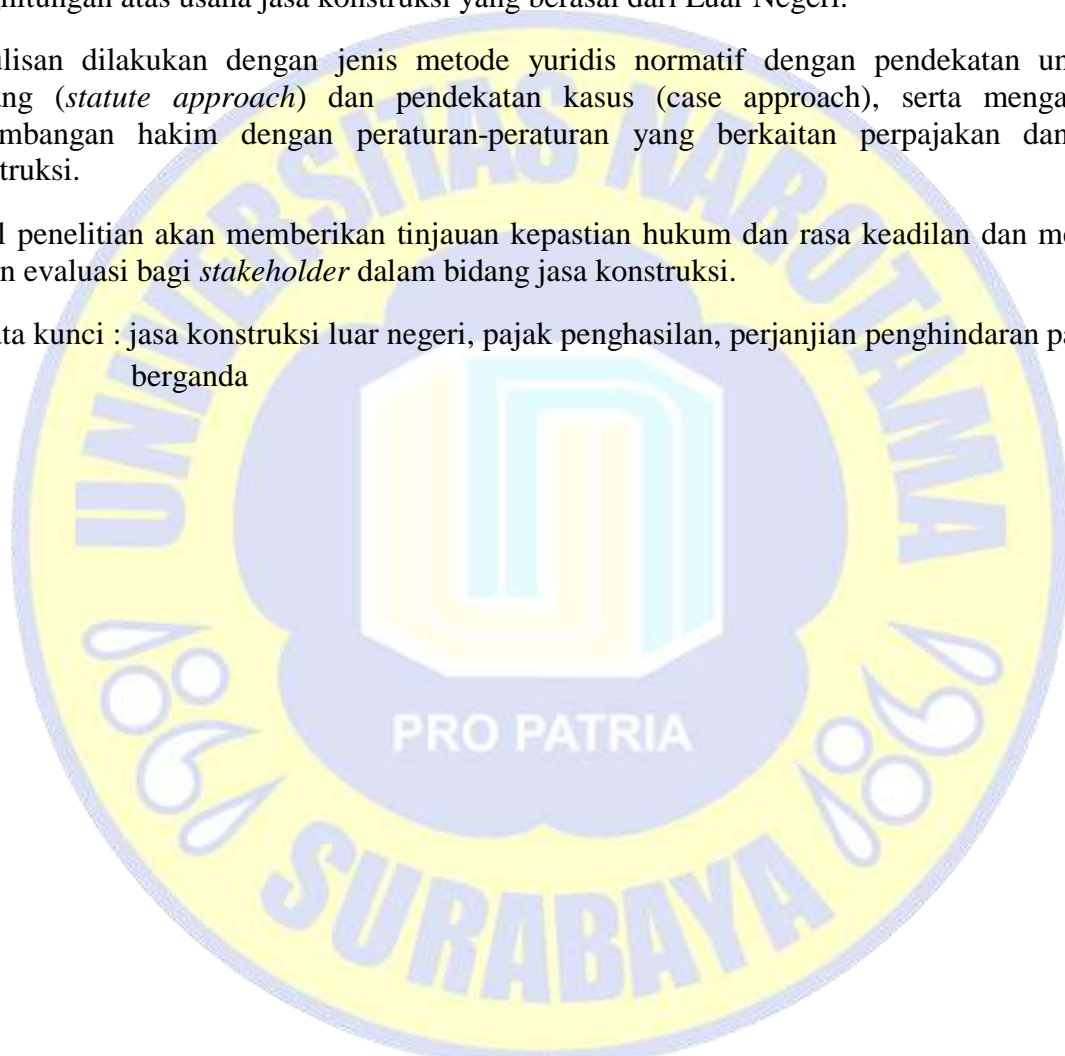 hitungan atas usaha jasa konstruksi yang berasal dari Luar Negeri.
ulisan dilakukan dengan jenis metode yuridis normatif dengan pendekatan un
ang (statute approach) dan pendekatan kasus (case approach), serta menga
mbangan hakim dengan peraturan-peraturan yang berkaitan perpajakan dan
truksi.
l penelitian akan memberikan tinjauan kepastian hukum dan rasa keadilan dan me
n evaluasi bagi stakeholder dalam bidang jasa konstruksi.
ta kunci : jasa konstruksi luar negeri, pajak penghasilan, perjanjian penghindaran pa
berganda
UNIVERSITAS NAROTAMA
PRO PATRIA
SURABAYA